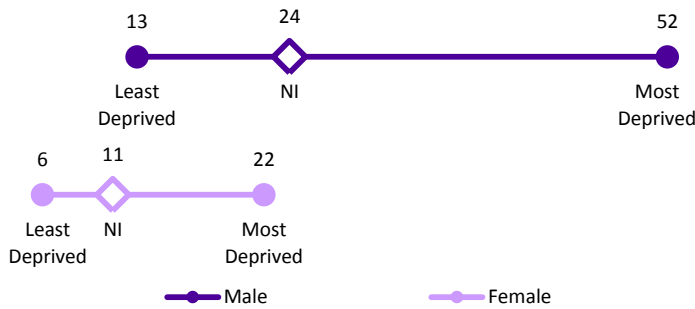 13 24 52
Least NI Most
Deprived Deprived
6 11 22
Least NI Most
Deprived Deprived
Male Female